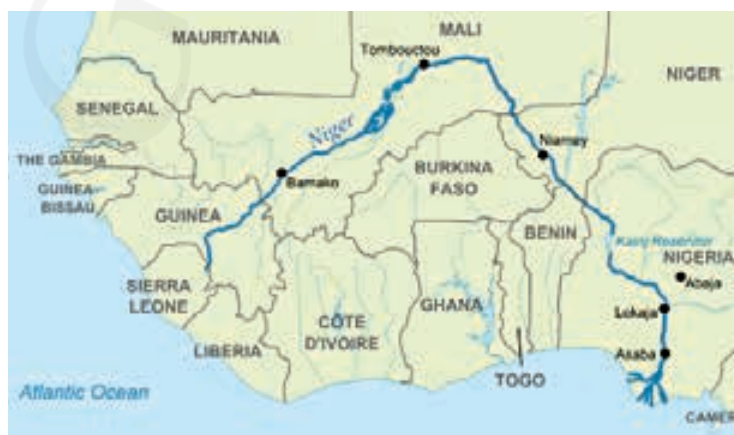 MALI
MAURITANIA
Tombouctou
NIGER
SENEGAL
Niger
Niamey
THE GAMBIA
Bamako
BURKINA
FASO
GUINEA
BISSAU
GUINEA
BENIN
Kainji Reservoir
NIGERIA
Abuja
SIERRA
LEONE
GHANA
Lokaja
CÔTE
D'IVOIRE
LIBERIA
Asaba
TOGO
Atlantic Ocean
CAMER